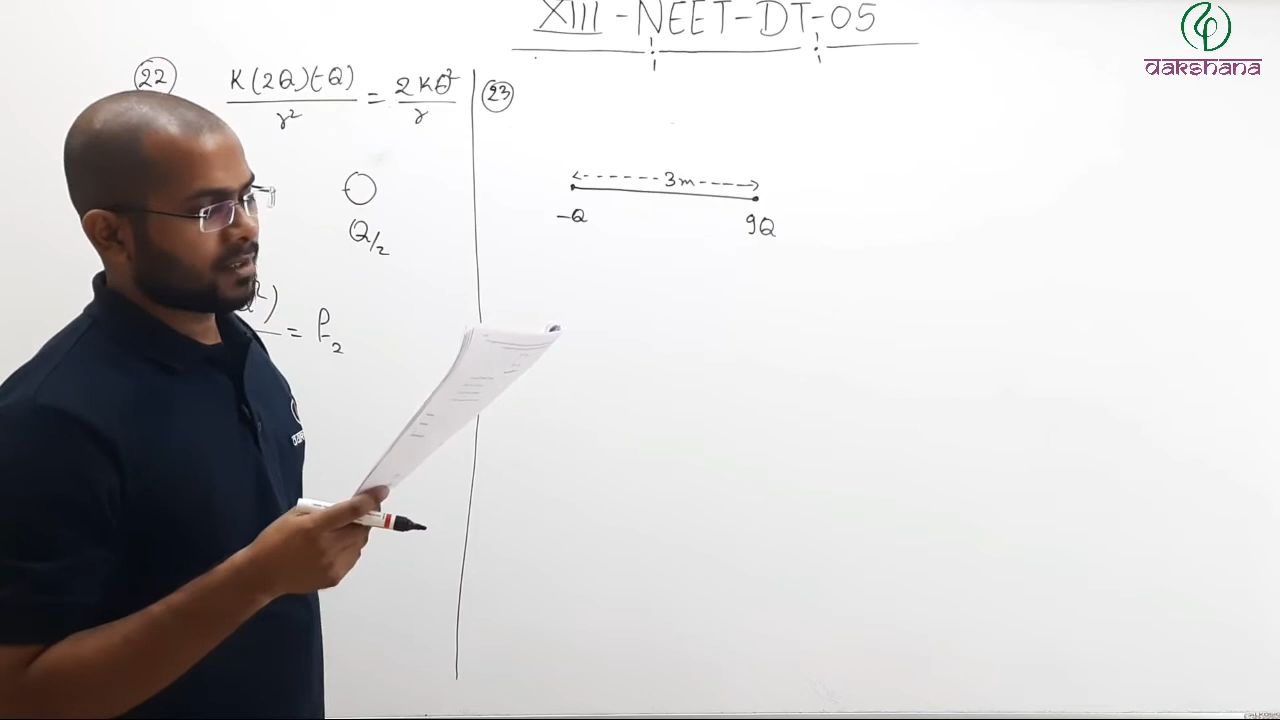 XIII - NEET - DT - 05
dakshana
22
K(2Q)(-Q) / r² = 2KQ² / r
Q/2
= F₂
23
3m
-Q
9Q